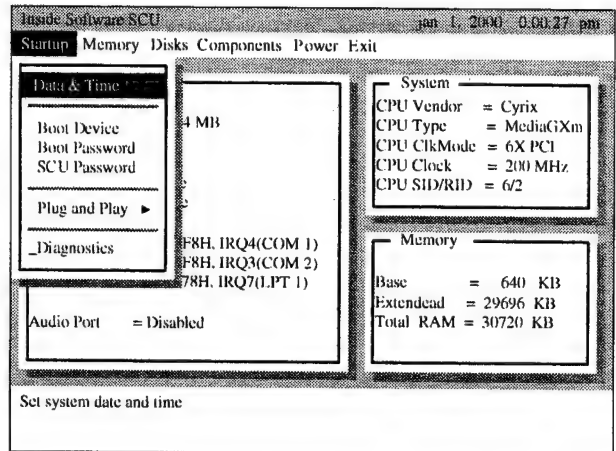 Inside Software SCU jan 1, 2000 0.00:27 pm
Startup Memory Disks Components Power Exit
Data & Time
Boot Device
Boot Password
SCU Password
Plug and Play ►
_Diagnostics
4 MB
F8H, IRQ4(COM 1)
F8H, IRQ3(COM 2)
78H, IRQ7(LPT 1)
Audio Port = Disabled
System
CPU Vendor = Cyrix
CPU Type = MediaGXm
CPU ClkMode = 6X PCI
CPU Clock = 200 MHz
CPU SID/RID = 6/2
Memory
Base = 640 KB
Extendead = 29696 KB
Total RAM = 30720 KB
Set system date and time